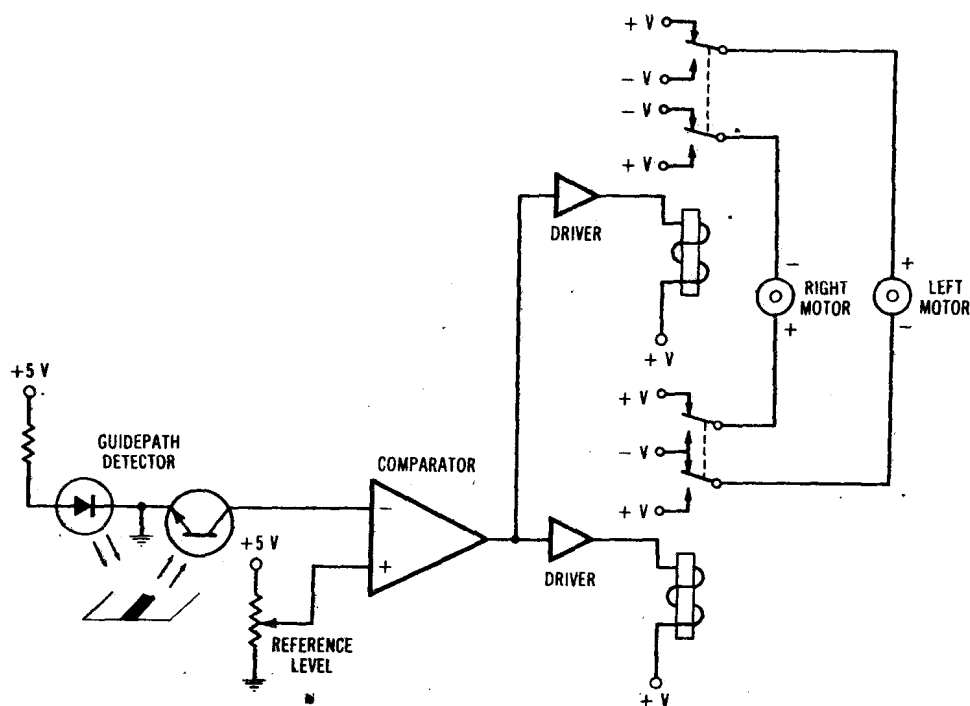 + V
− V
− V
+ V
DRIVER
− +
RIGHT MOTOR
LEFT MOTOR
+ −
+ V
+5 V
GUIDEPATH DETECTOR
COMPARATOR
+ V
− V
+ V
−
+
+5 V
DRIVER
REFERENCE LEVEL
+ V